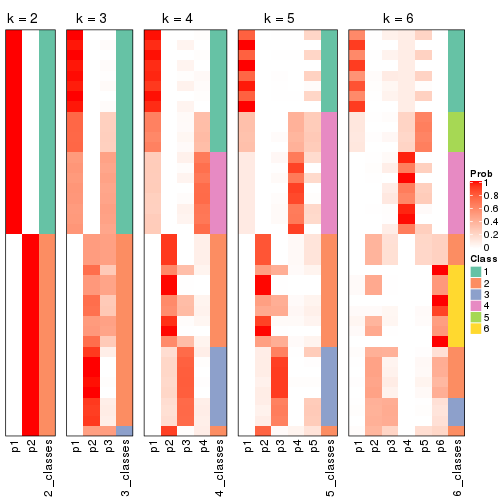 k = 2
k = 3
k = 4
k = 5
k = 6
p1
p2
2_classes
p1
p2
p3
3_classes
p1
p2
p3
p4
4_classes
p1
p2
p3
p4
p5
5_classes
p1
p2
p3
p4
p5
p6
6_classes
Prob
1
0.8
0.6
0.4
0.2
0
Class
1
2
3
4
5
6